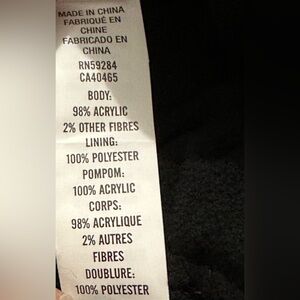 MADE IN CHINA
FABRIQUÉ EN
CHINE
FABRICADO EN
CHINA
RN59284
CA40465
BODY:
98% ACRYLIC
2% OTHER FIBRES
LINING:
100% POLYESTER
POMPOM:
100% ACRYLIC
CORPS:
98% ACRYLIQUE
2% AUTRES
FIBRES
DOUBLURE:
100% POLYESTER